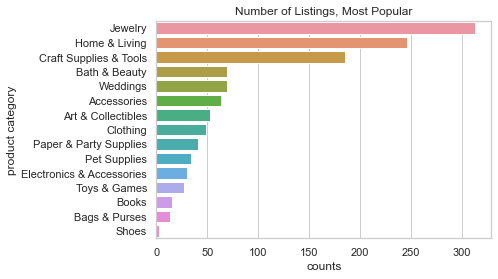 Number of Listings, Most Popular
Jewelry
Home & Living
Craft Supplies & Tools
Bath & Beauty
Weddings
Accessories
Art & Collectibles
Clothing
Paper & Party Supplies
Pet Supplies
Electronics & Accessories
Toys & Games
Books
Bags & Purses
Shoes
product category
0 50 100 150 200 250 300
counts